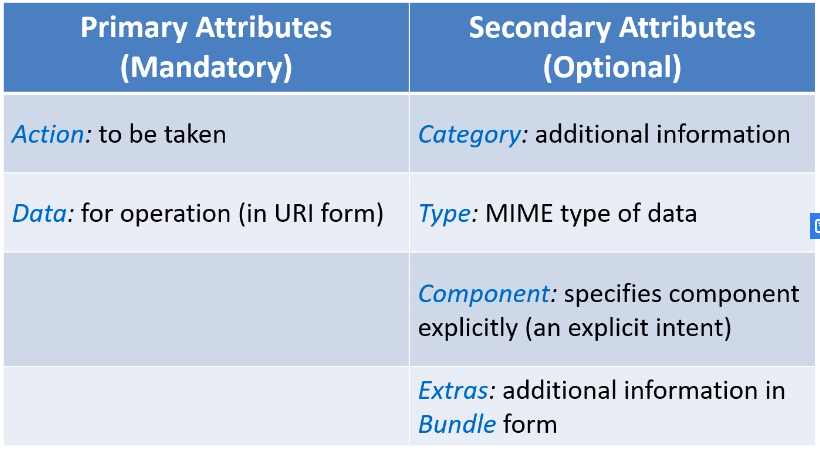 Primary Attributes
(Mandatory)
Secondary Attributes
(Optional)
Action: to be taken
Category: additional information
Data: for operation (in URI form)
Type: MIME type of data
Component: specifies component
explicitly (an explicit intent)
Extras: additional information in
Bundle form